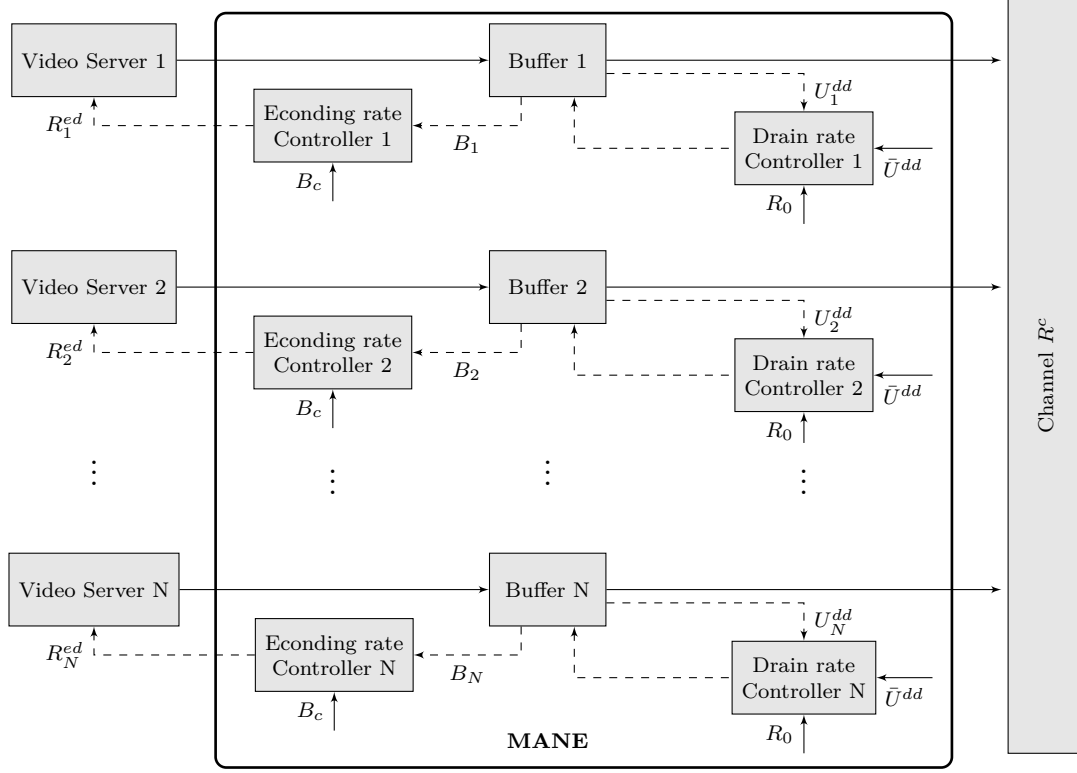 Video Server 1
Buffer 1
Econding rate
Controller 1
R_1^{ed}
B_1
U_1^{dd}
Drain rate
Controller 1
\bar{U}^{dd}
B_c
R_0
Video Server 2
Buffer 2
Econding rate
Controller 2
R_2^{ed}
B_2
U_2^{dd}
Drain rate
Controller 2
\bar{U}^{dd}
B_c
R_0
Channel R^c
⋮ ⋮ ⋮ ⋮
Video Server N
Buffer N
Econding rate
Controller N
R_N^{ed}
B_N
U_N^{dd}
Drain rate
Controller N
\bar{U}^{dd}
B_c
R_0
MANE